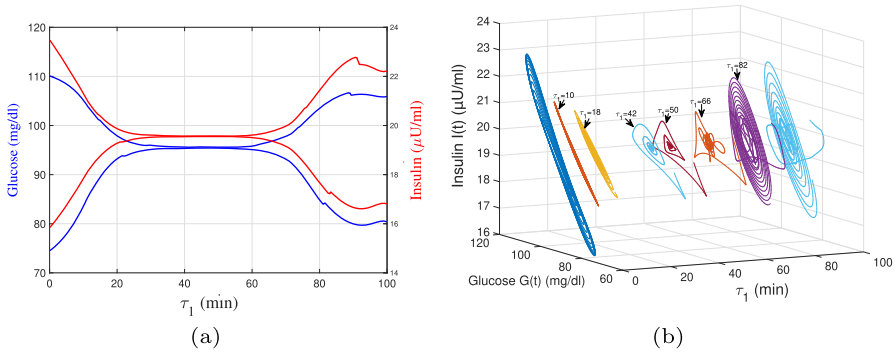 120
110
100
90
80
70
Glucose (mg/dl)
24
22
20
18
16
14
Insulin (μU/ml)
0 20 40 60 80 100
τ1 (min)
(a)
24
23
22
21
20
19
18
17
16
Insulin I(t) (μU/ml)
τ1=10
τ1=18
τ1=42
τ1=50
τ1=66
τ1=82
120
100
80
60
Glucose G(t) (mg/dl)
0
20
40
60
80
100
τ1 (min)
(b)